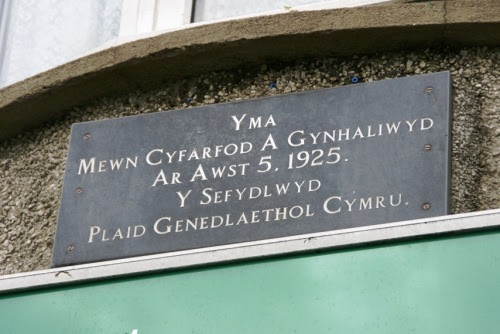 Yma
Mewn Cyfarfod A Gynhaliwyd
Ar Awst 5, 1925.
Y Sefydlwyd
Plaid Genedlaethol Cymru.